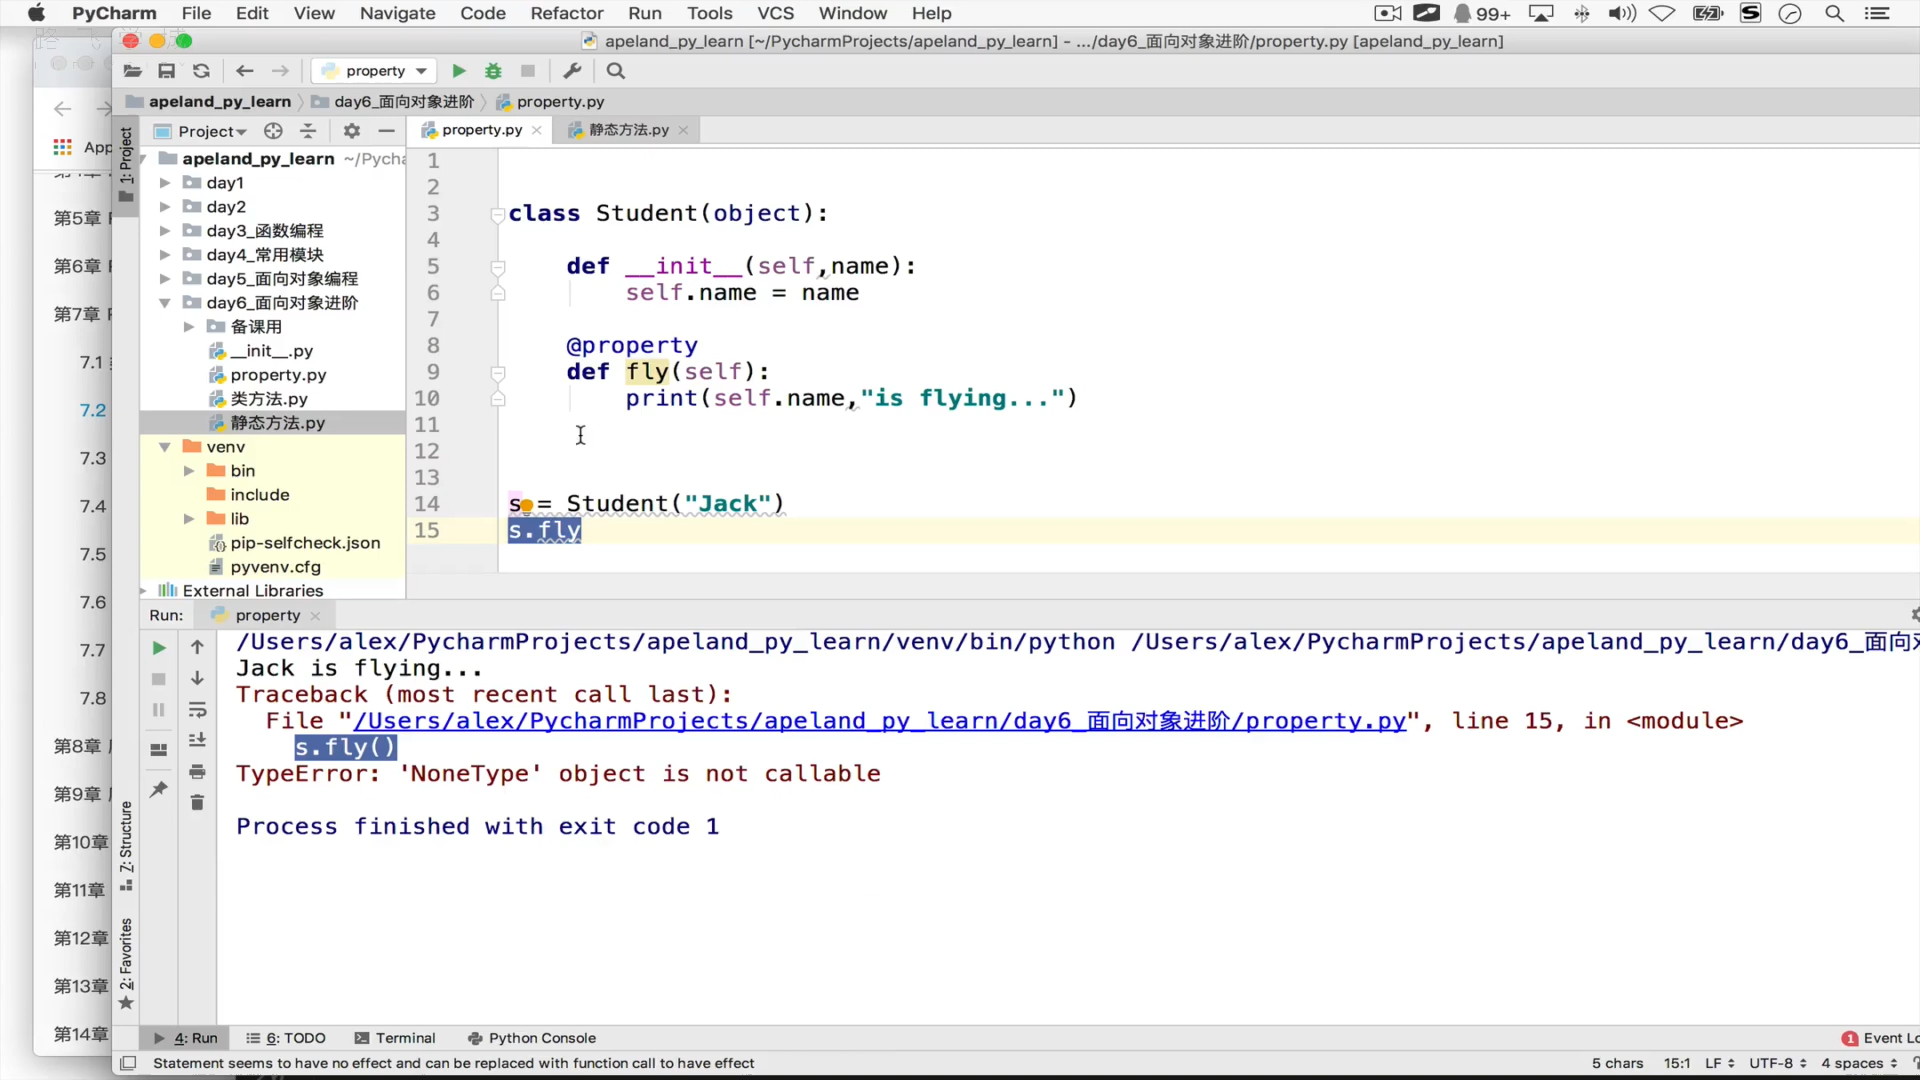 PyCharm File Edit View Navigate Code Refactor Run Tools VCS Window Help 99+
apeland_py_learn [~/PycharmProjects/apeland_py_learn] - .../day6_面向对象进阶/property.py [apeland_py_learn]
property
apeland_py_learn day6_面向对象进阶 property.py
Project
property.py
静态方法.py
App
1: Project
apeland_py_learn ~/Pycha
day1
day2
day3_函数编程
day4_常用模块
day5_面向对象编程
day6_面向对象进阶
备课用
__init__.py
property.py
类方法.py
静态方法.py
venv
bin
include
lib
pip-selfcheck.json
pyvenv.cfg
External Libraries
第5章
第6章
第7章
7.1
7.2
7.3
7.4
7.5
7.6
7.7
7.8
第8章
第9章
第10章
第11章
第12章
第13章
第14章
1
2
3 class Student(object):
4
5 def __init__(self,name):
6 self.name = name
7
8 @property
9 def fly(self):
10 print(self.name,"is flying...")
11
12
13
14 s = Student("Jack")
15 s.fly
Run: property
/Users/alex/PycharmProjects/apeland_py_learn/venv/bin/python /Users/alex/PycharmProjects/apeland_py_learn/day6_面向对
Jack is flying...
Traceback (most recent call last):
File "/Users/alex/PycharmProjects/apeland_py_learn/day6_面向对象进阶/property.py", line 15, in <module>
s.fly()
TypeError: 'NoneType' object is not callable
Process finished with exit code 1
Z: Structure
2: Favorites
4: Run 6: TODO Terminal Python Console 1 Event Lo
Statement seems to have no effect and can be replaced with function call to have effect 5 chars 15:1 LF UTF-8 4 spaces